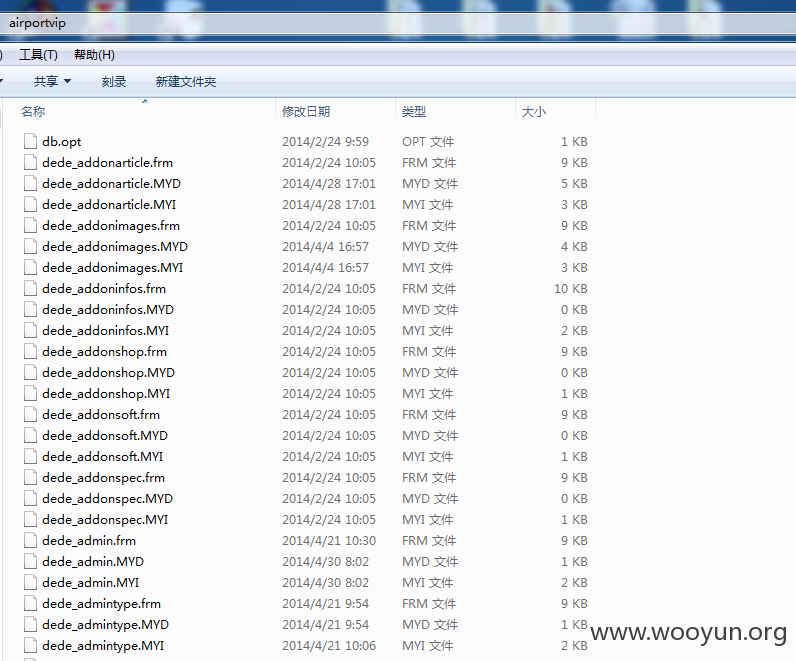 airportvip
) 工具(T) 帮助(H)
共享 刻录 新建文件夹
名称 修改日期 类型 大小
db.opt 2014/2/24 9:59 OPT 文件 1 KB
dede_addonarticle.frm 2014/2/24 10:05 FRM 文件 9 KB
dede_addonarticle.MYD 2014/4/28 17:01 MYD 文件 5 KB
dede_addonarticle.MYI 2014/4/28 17:01 MYI 文件 3 KB
dede_addonimages.frm 2014/2/24 10:05 FRM 文件 9 KB
dede_addonimages.MYD 2014/4/4 16:57 MYD 文件 4 KB
dede_addonimages.MYI 2014/4/4 16:57 MYI 文件 3 KB
dede_addoninfos.frm 2014/2/24 10:05 FRM 文件 10 KB
dede_addoninfos.MYD 2014/2/24 10:05 MYD 文件 0 KB
dede_addoninfos.MYI 2014/2/24 10:05 MYI 文件 2 KB
dede_addonshop.frm 2014/2/24 10:05 FRM 文件 9 KB
dede_addonshop.MYD 2014/2/24 10:05 MYD 文件 0 KB
dede_addonshop.MYI 2014/2/24 10:05 MYI 文件 1 KB
dede_addonsoft.frm 2014/2/24 10:05 FRM 文件 9 KB
dede_addonsoft.MYD 2014/2/24 10:05 MYD 文件 0 KB
dede_addonsoft.MYI 2014/2/24 10:05 MYI 文件 1 KB
dede_addonspec.frm 2014/2/24 10:05 FRM 文件 9 KB
dede_addonspec.MYD 2014/2/24 10:05 MYD 文件 0 KB
dede_addonspec.MYI 2014/2/24 10:05 MYI 文件 1 KB
dede_admin.frm 2014/4/21 10:30 FRM 文件 9 KB
dede_admin.MYD 2014/4/30 8:02 MYD 文件 1 KB
dede_admin.MYI 2014/4/30 8:02 MYI 文件 2 KB
dede_admintype.frm 2014/4/21 9:54 FRM 文件 9 KB
dede_admintype.MYD 2014/4/21 9:54 MYD 文件 1 KB
dede_admintype.MYI 2014/4/21 10:06 MYI 文件 2 KB
www.wooyun.org